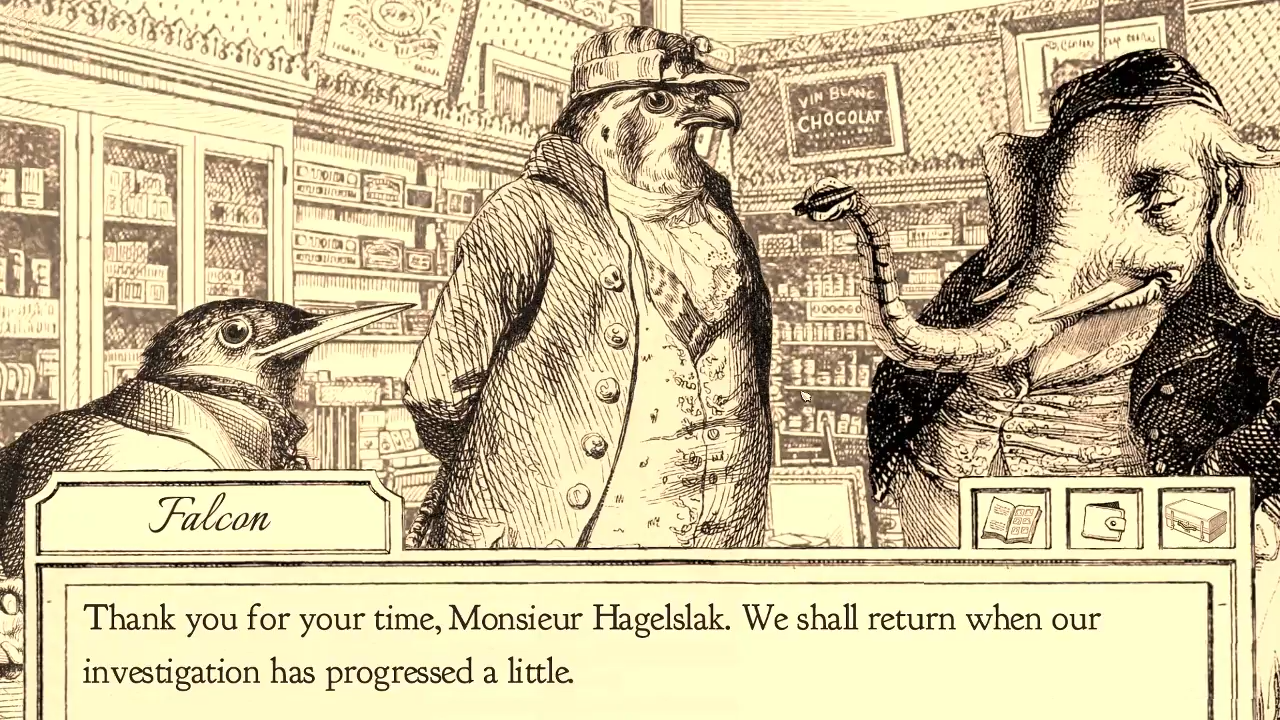 VIN BLANC
CHOCOLAT
Falcon
Thank you for your time, Monsieur Hagelslak. We shall return when our
investigation has progressed a little.